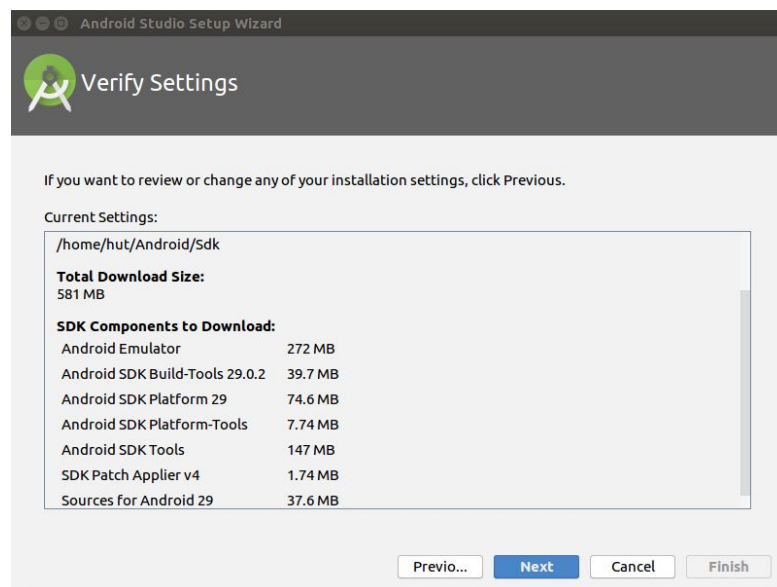 Android Studio Setup Wizard
Verify Settings
If you want to review or change any of your installation settings, click Previous.
Current Settings:
/home/hut/Android/Sdk
Total Download Size:
581 MB
SDK Components to Download:
Android Emulator 272 MB
Android SDK Build-Tools 29.0.2 39.7 MB
Android SDK Platform 29 74.6 MB
Android SDK Platform-Tools 7.74 MB
Android SDK Tools 147 MB
SDK Patch Applier v4 1.74 MB
Sources for Android 29 37.6 MB
Previo... Next Cancel Finish